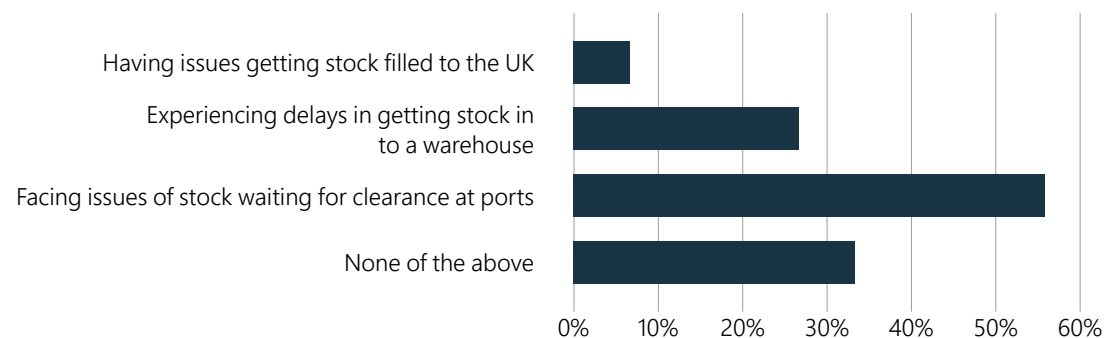 Having issues getting stock filled to the UK
Experiencing delays in getting stock in
to a warehouse
Facing issues of stock waiting for clearance at ports
None of the above
0% 10% 20% 30% 40% 50% 60%